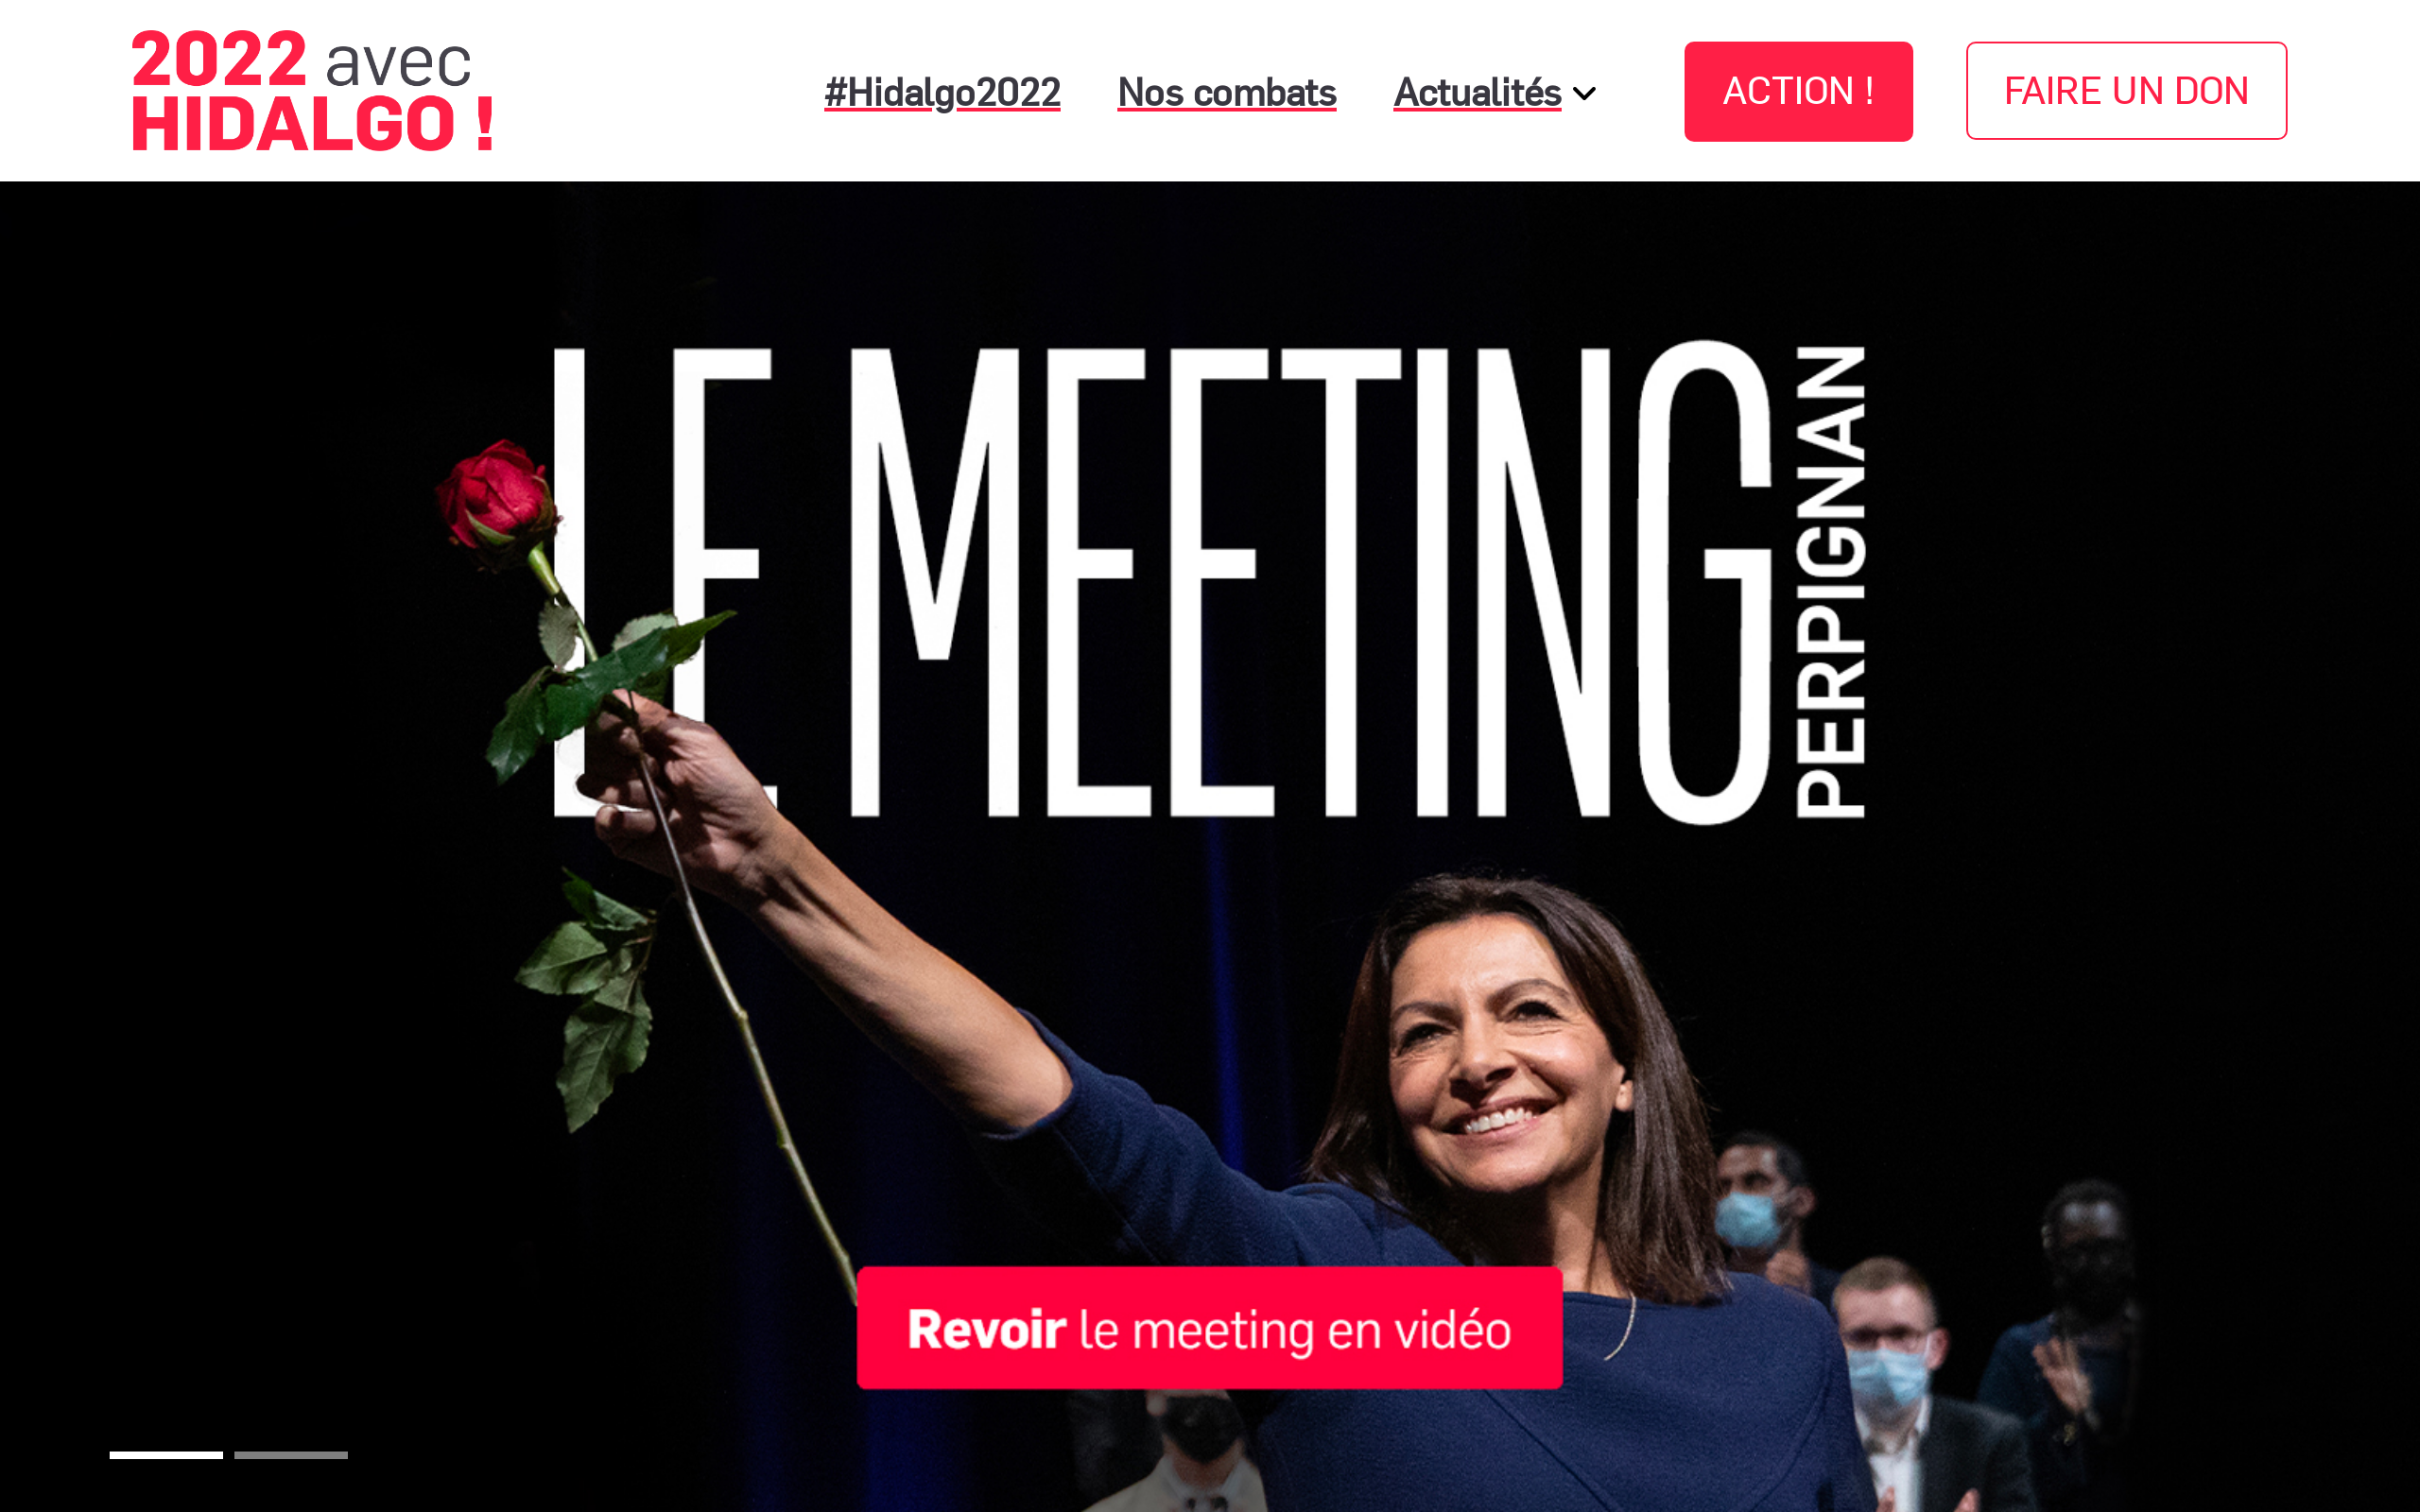 2022 avec
HIDALGO !
#Hidalgo2022
Nos combats
Actualités
ACTION !
FAIRE UN DON
LE MEETING
PERPIGNAN
Revoir le meeting en vidéo